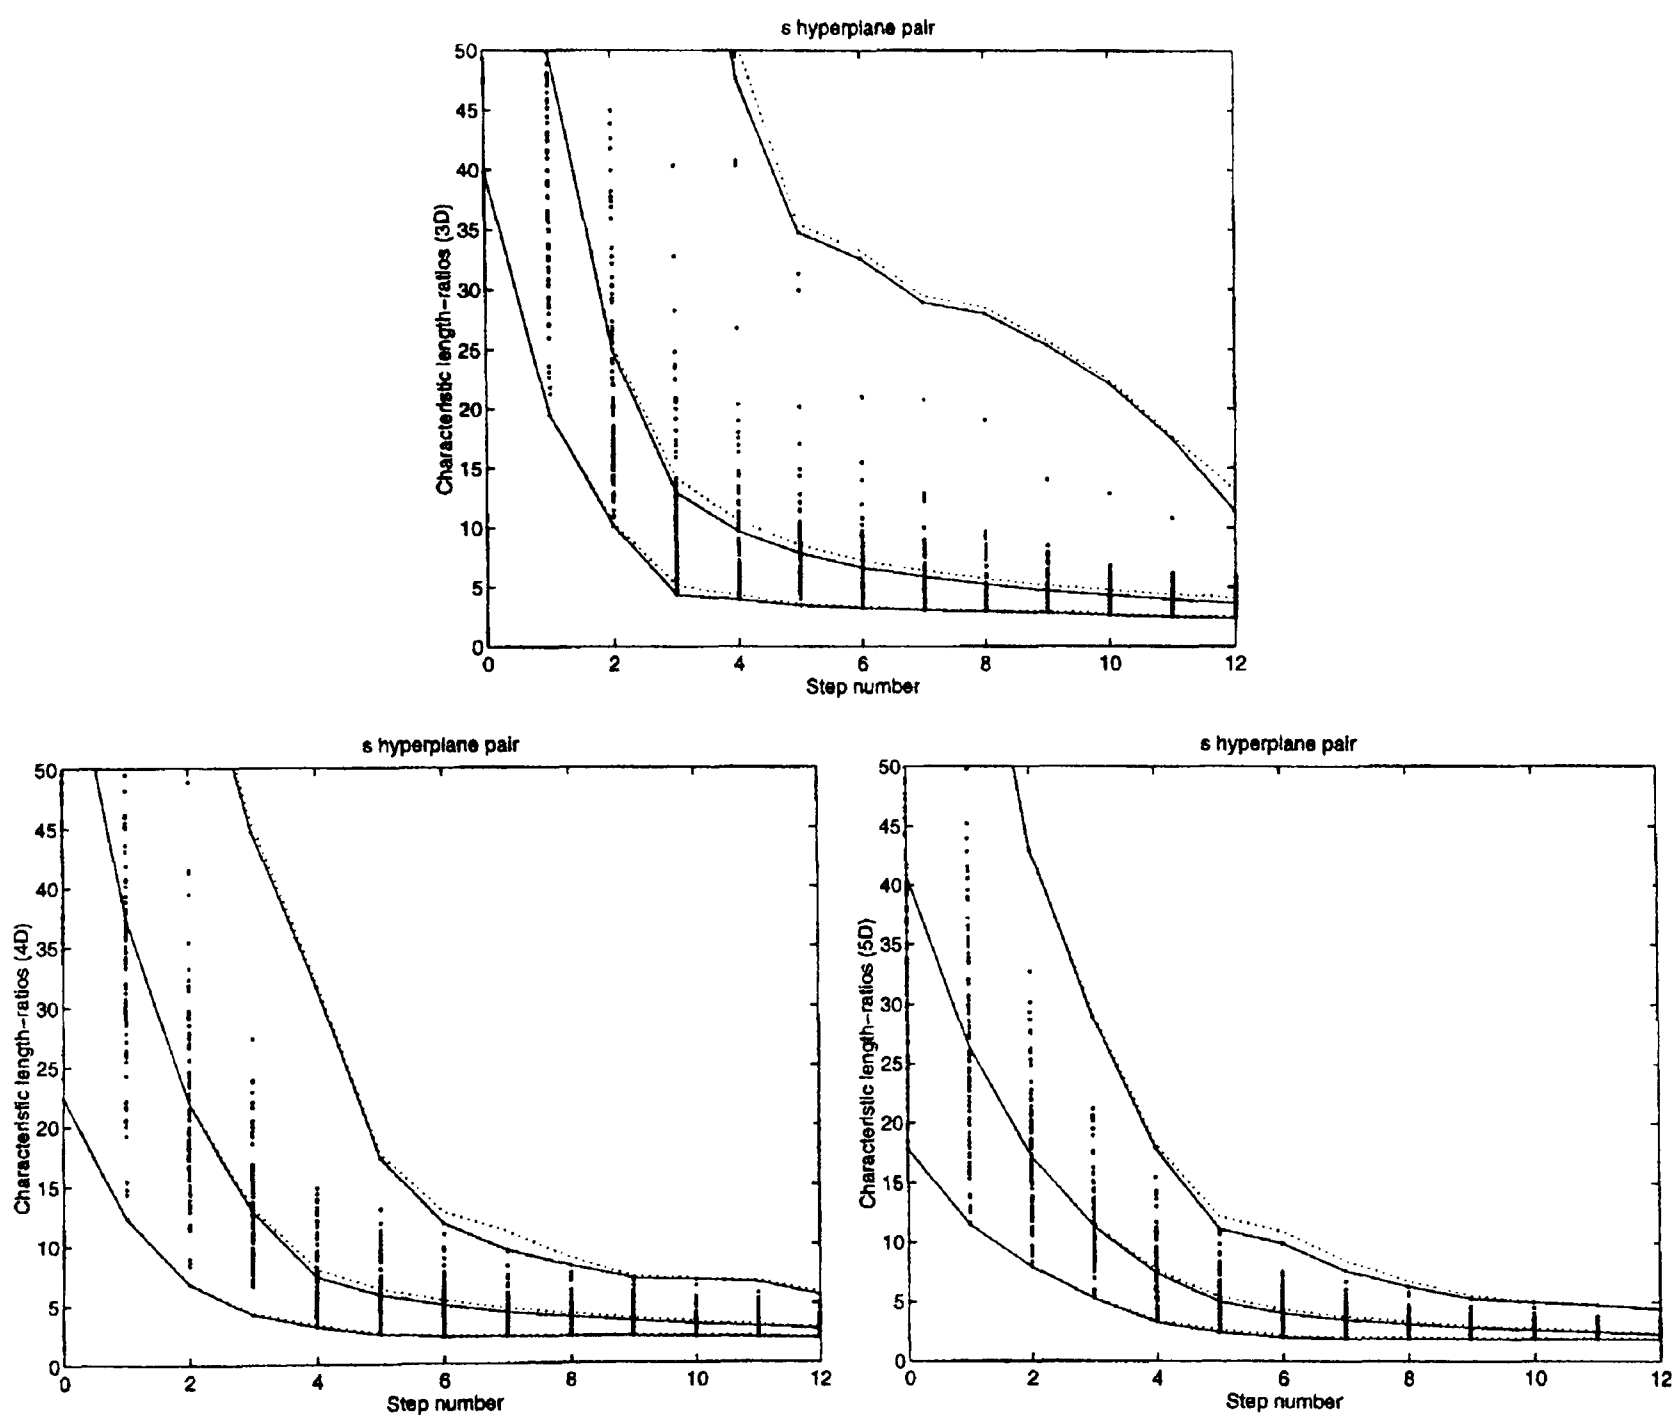 s hyperplane pair
50
45
40
35
30
25
20
15
10
5
0
Characteristic length-ratios (3D)
0 2 4 6 8 10 12
Step number
s hyperplane pair
50
45
40
35
30
25
20
15
10
5
0
Characteristic length-ratios (4D)
0 2 4 6 8 10 12
Step number
s hyperplane pair
50
45
40
35
30
25
20
15
10
5
0
Characteristic length-ratios (5D)
0 2 4 6 8 10 12
Step number